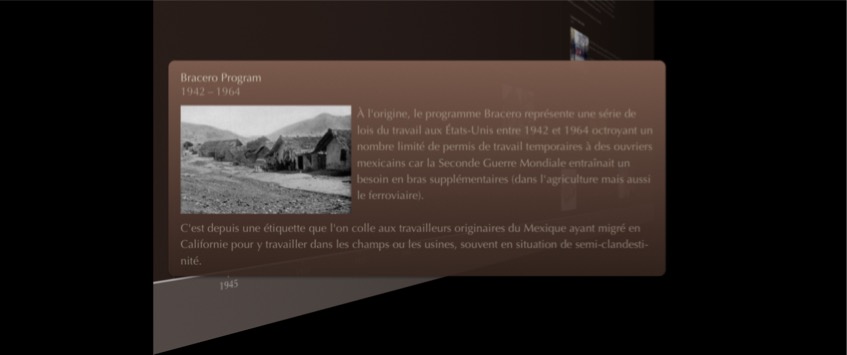 Bracero Program
1942 – 1964
À l'origine, le programme Bracero représente une série de
lois du travail aux États-Unis entre 1942 et 1964 octroyant un
nombre limité de permis de travail temporaires à des ouvriers
mexicains car la Seconde Guerre Mondiale entraînait un
besoin en bras supplémentaires (dans l'agriculture mais aussi
le ferroviaire).
C'est depuis une étiquette que l'on colle aux travailleurs originaires du Mexique ayant migré en
Californie pour y travailler dans les champs ou les usines, souvent en situation de semi-clandesti-
nité.
1945